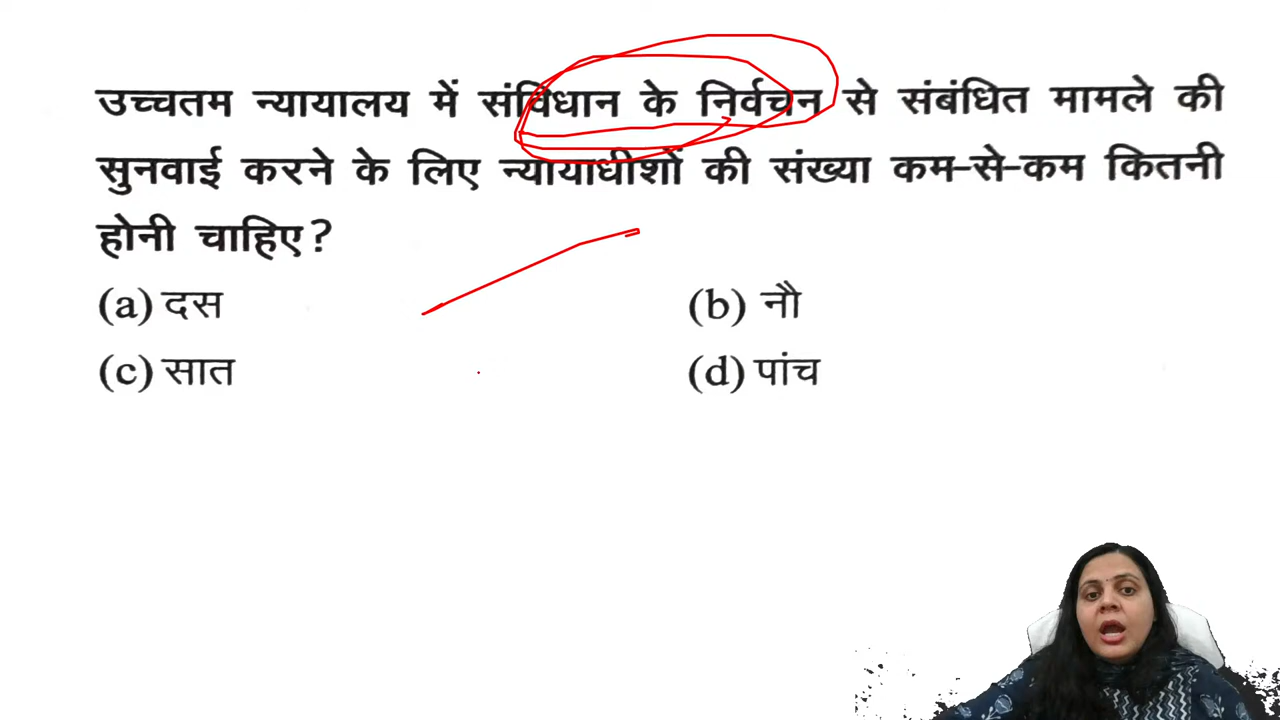 उच्चतम न्यायालय में संविधान के निर्वचन से संबंधित मामले की
सुनवाई करने के लिए न्यायाधीशों की संख्या कम-से-कम कितनी
होनी चाहिए?
(a) दस (b) नौ
(c) सात (d) पांच